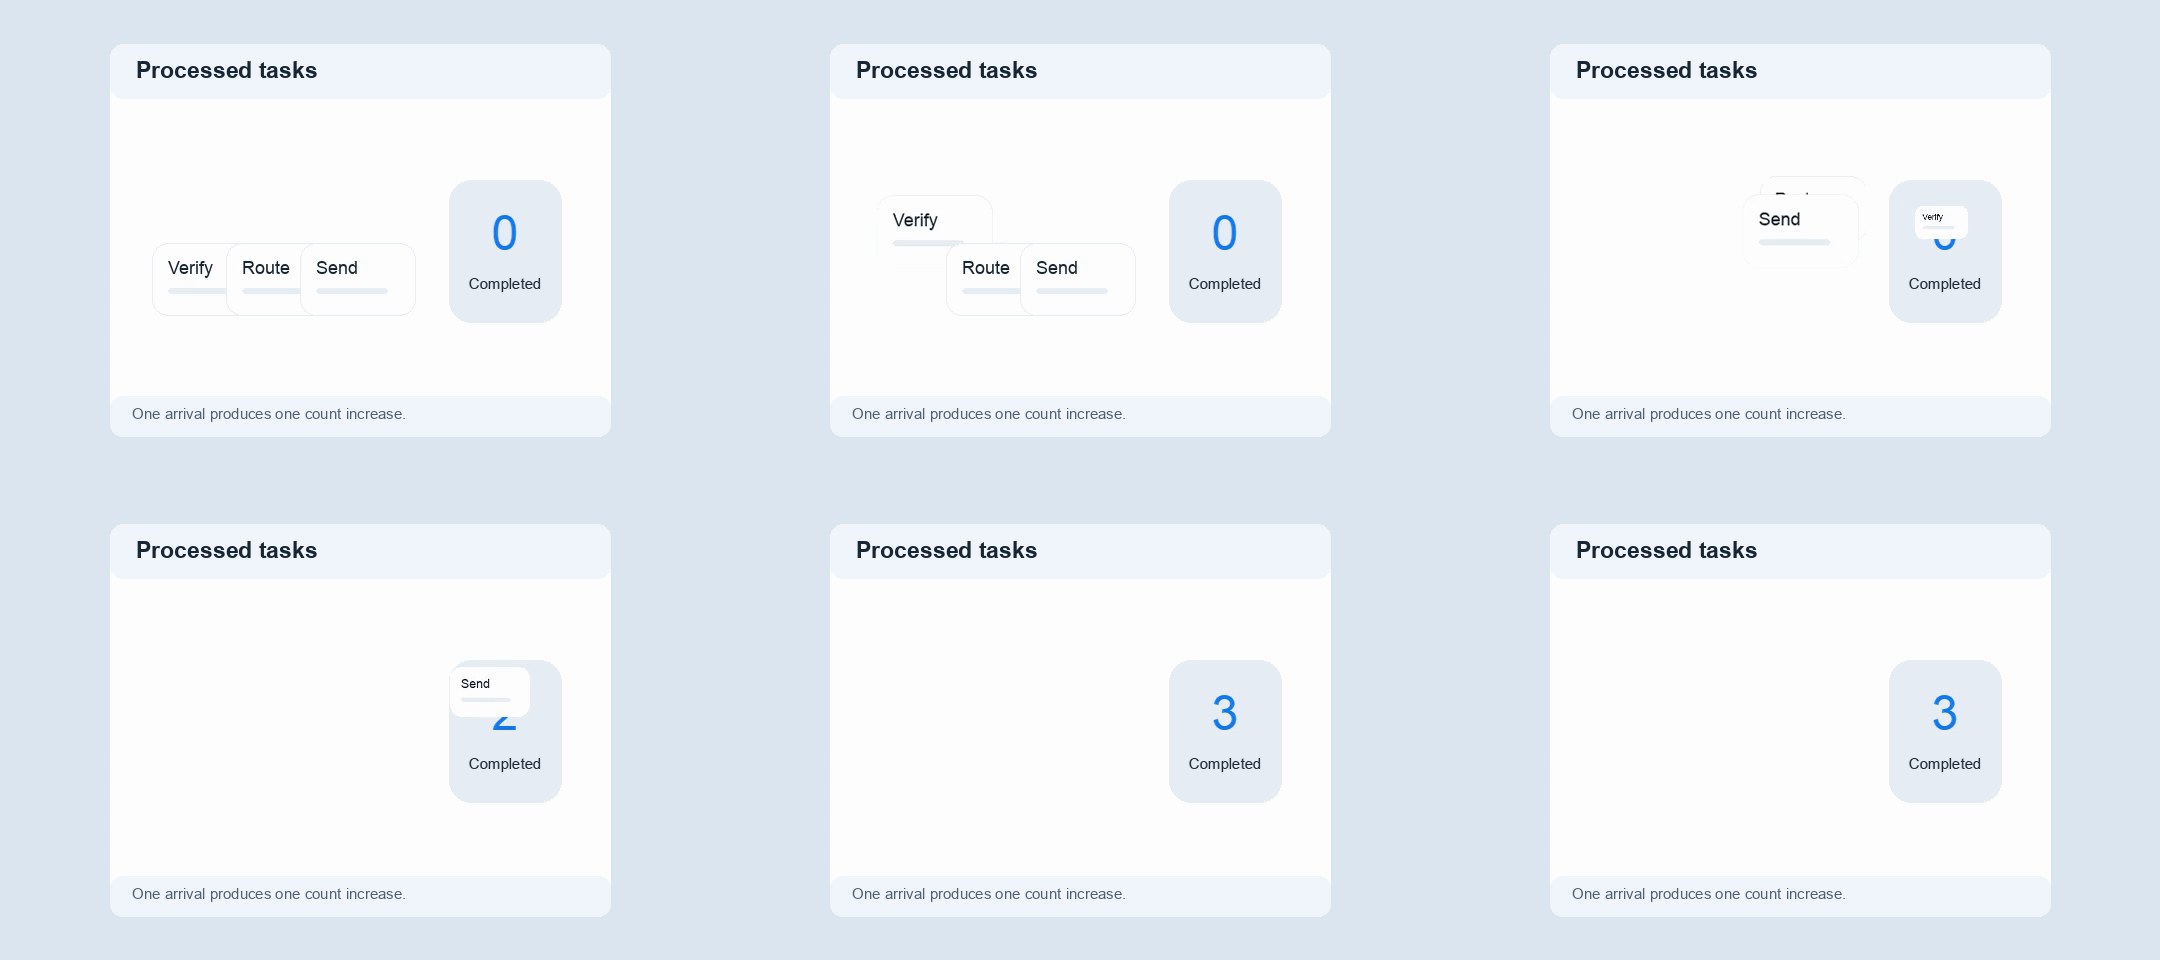 Processed tasks
Verify
Route
Send
0
Completed
One arrival produces one count increase.
Processed tasks
Verify
Route
Send
0
Completed
One arrival produces one count increase.
Processed tasks
Send
Verify
Completed
One arrival produces one count increase.
Processed tasks
Send
2
Completed
One arrival produces one count increase.
Processed tasks
3
Completed
One arrival produces one count increase.
Processed tasks
3
Completed
One arrival produces one count increase.